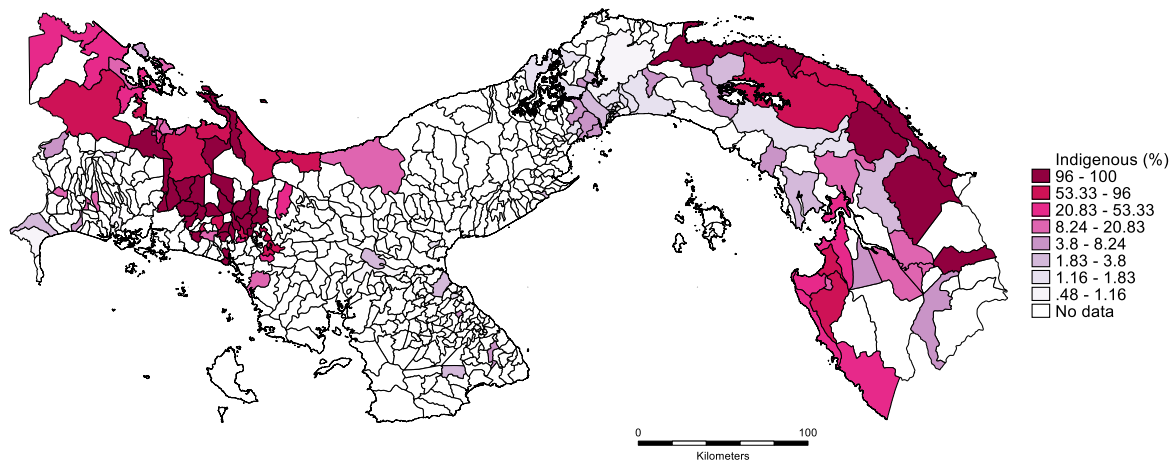 Indigenous (%)
96 - 100
53.33 - 96
20.83 - 53.33
8.24 - 20.83
3.8 - 8.24
1.83 - 3.8
1.16 - 1.83
.48 - 1.16
No data
0 100
Kilometers